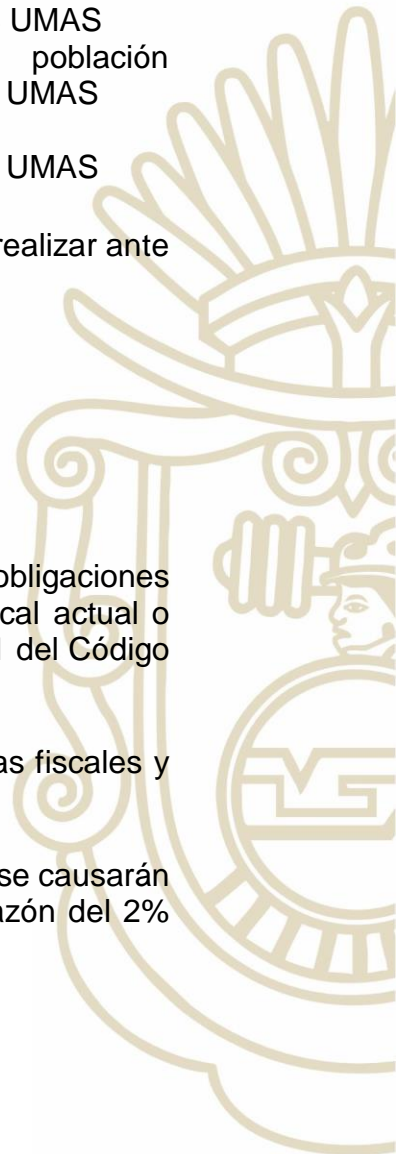 UMAS
población
UMAS
UMAS
realizar ante
obligaciones
cal actual o
del Código
as fiscales y
se causarán
azón del 2%